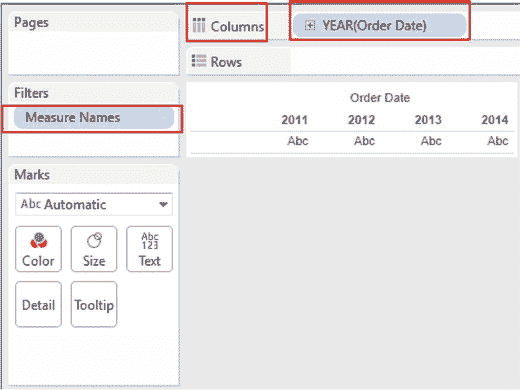 Pages
Columns
YEAR(Order Date)
Rows
Filters
Measure Names
Order Date
2011 2012 2013 2014
Abc Abc Abc Abc
Marks
Abc Automatic
Color
Size
Abc
123
Text
Detail
Tooltip